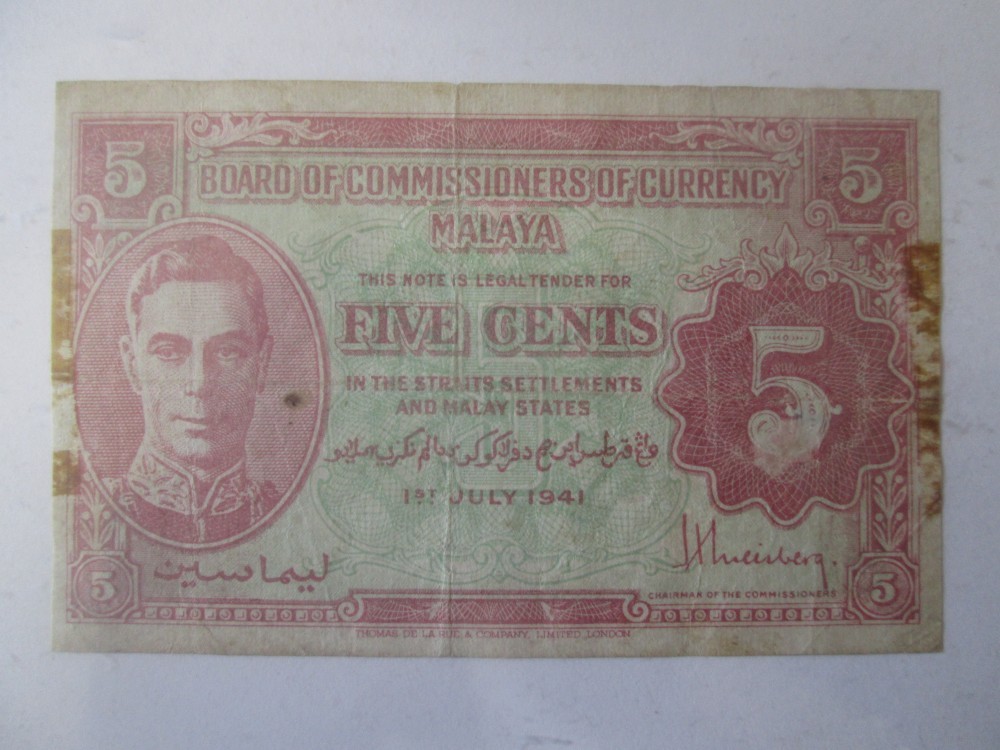 5 5
BOARD OF COMMISSIONERS OF CURRENCY
MALAYA
THIS NOTE IS LEGAL TENDER FOR
FIVE CENTS
5
IN THE STRAITS SETTLEMENTS
AND MALAY STATES
1ST JULY 1941
ليما سين
CHAIRMAN OF THE COMMISSIONERS
5 5
THOMAS DE LA RUE & COMPANY, LIMITED, LONDON